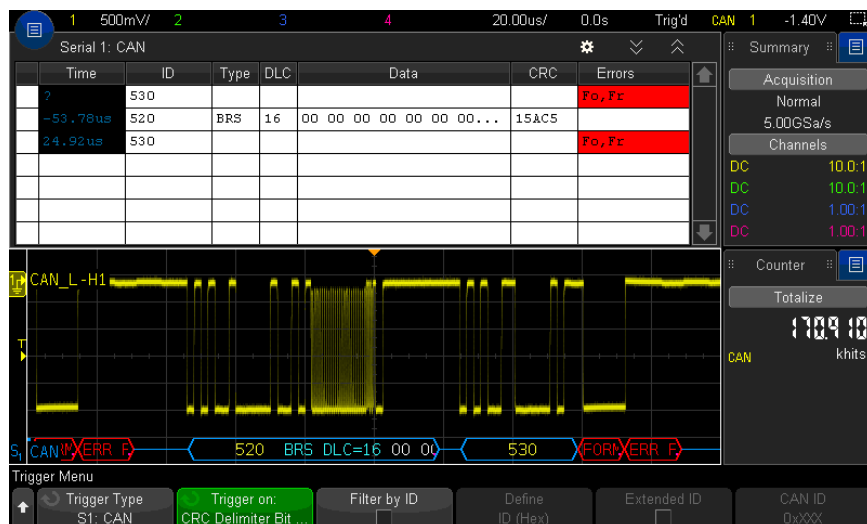 1 500mV/ 2 3 4 20.00us/ 0.0s Trig'd CAN 1 -1.40V
Serial 1: CAN
Time ID Type DLC Data CRC Errors
? 530 Fo,Fr
-53.78us 520 BRS 16 00 00 00 00 00 00 00... 15AC5
24.92us 530 Fo,Fr
Summary
Acquisition
Normal
5.00GSa/s
Channels
DC 10.0:1
DC 10.0:1
DC 1.00:1
DC 1.00:1
CAN_L-H1
T
Counter
Totalize
170.910
CAN khits
S1 CAN ERR F 520 BRS DLC=16 00 0 530 FORM ERR F
Trigger Menu
Trigger Type
S1: CAN
Trigger on:
CRC Delimiter Bit ...
Filter by ID
Define
ID (Hex)
Extended ID
CAN ID
0xXXX